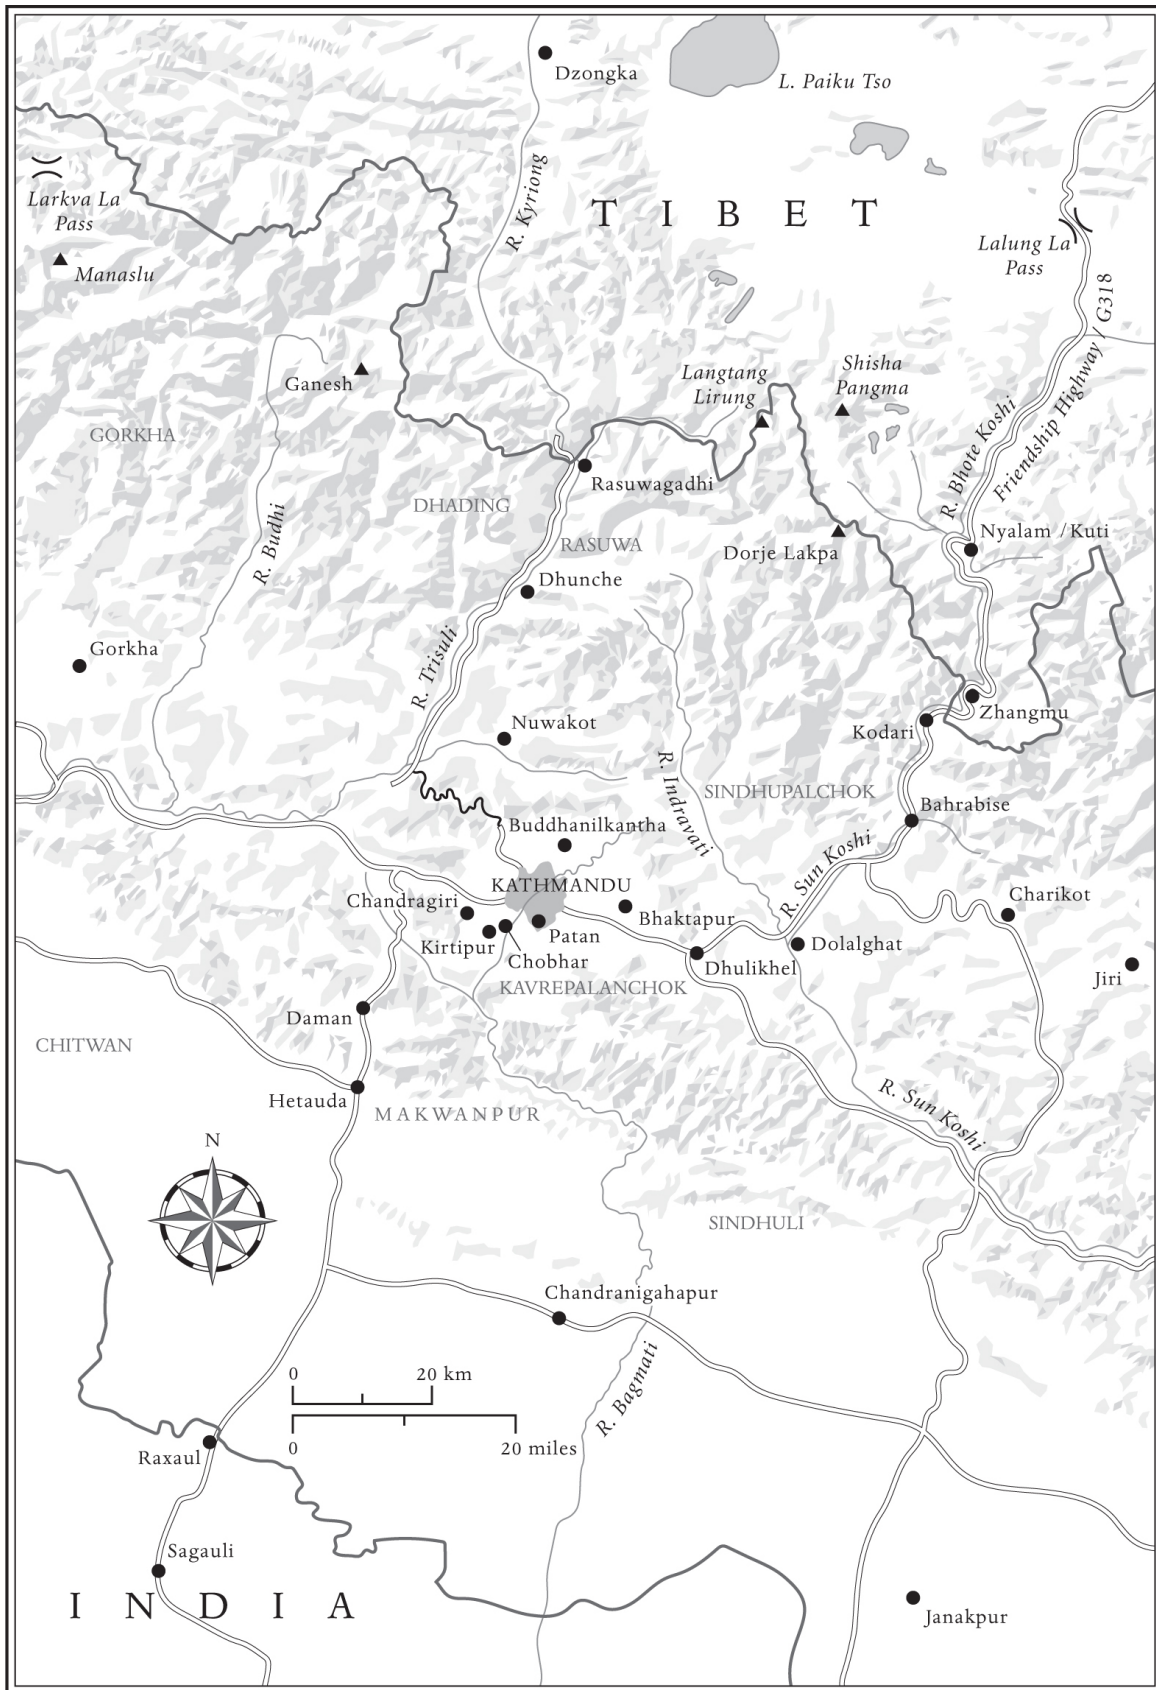 Dzongka
L. Paiku Tso
R. Kyriong
Larkva La
Pass
T I B E T
Lalung La
Pass
Manaslu
Friendship Highway / G318
Ganesh
Langtang
Lirung
Shisha
Pangma
R. Bhote Koshi
GORKHA
Rasuwagadhi
DHADING
R. Budhi
RASUWA
Dorje Lakpa
Nyalam /Kuti
Dhunche
Gorkha
R. Trisuli
Nuwakot
Zhangmu
Kodari
R. Indravati
SINDHUPALCHOK
Bahrabise
Buddhanilkantha
R. Sun Koshi
KATHMANDU
Chandragiri
Charikot
Bhaktapur
Kirtipur
Patan
Dolalghat
Chobhar
Dhulikhel
Jiri
KAVREPALANCHOK
Daman
CHITWAN
Hetauda
MAKWANPUR
R. Sun Koshi
N
SINDHULI
Chandranigahapur
0
20 km
R. Bagmati
0
20 miles
Raxaul
Sagauli
I N D I A
Janakpur